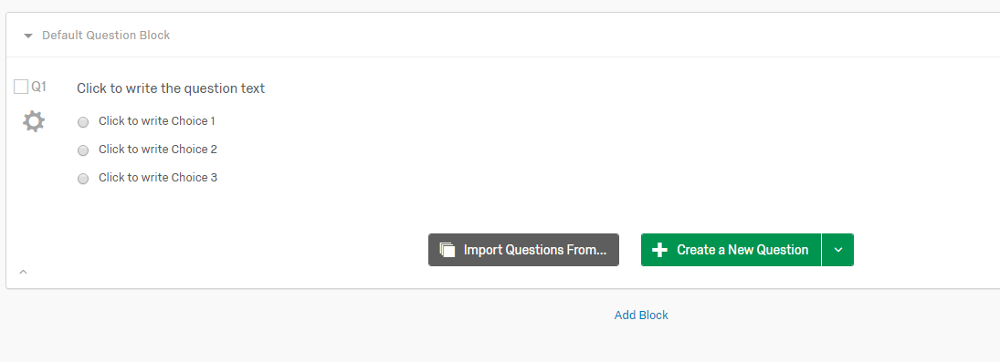 Default Question Block
Q1
Click to write the question text
Click to write Choice 1
Click to write Choice 2
Click to write Choice 3
Import Questions From...
Create a New Question
Add Block